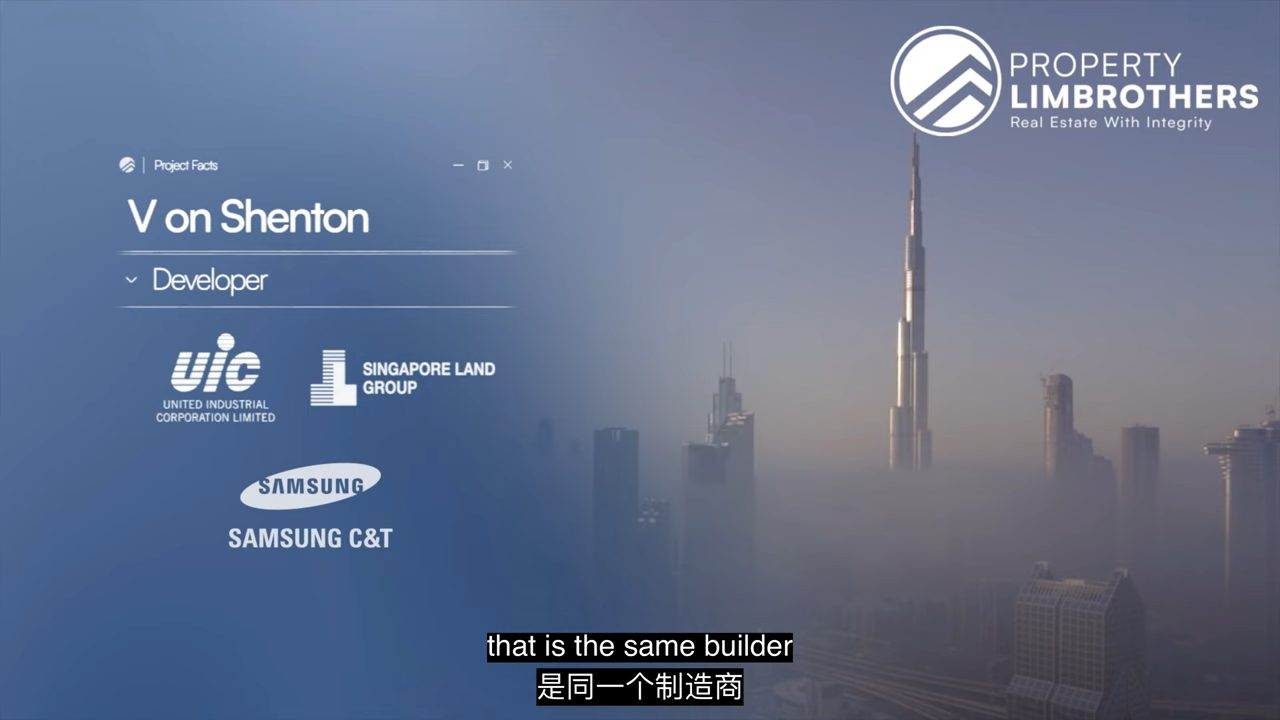 PROPERTY
LIMBROTHERS
Real Estate With Integrity
Project Facts
V on Shenton
Developer
uic
UNITED INDUSTRIAL
CORPORATION LIMITED
SINGAPORE LAND
GROUP
SAMSUNG
SAMSUNG C&T
that is the same builder
是同一个制造商